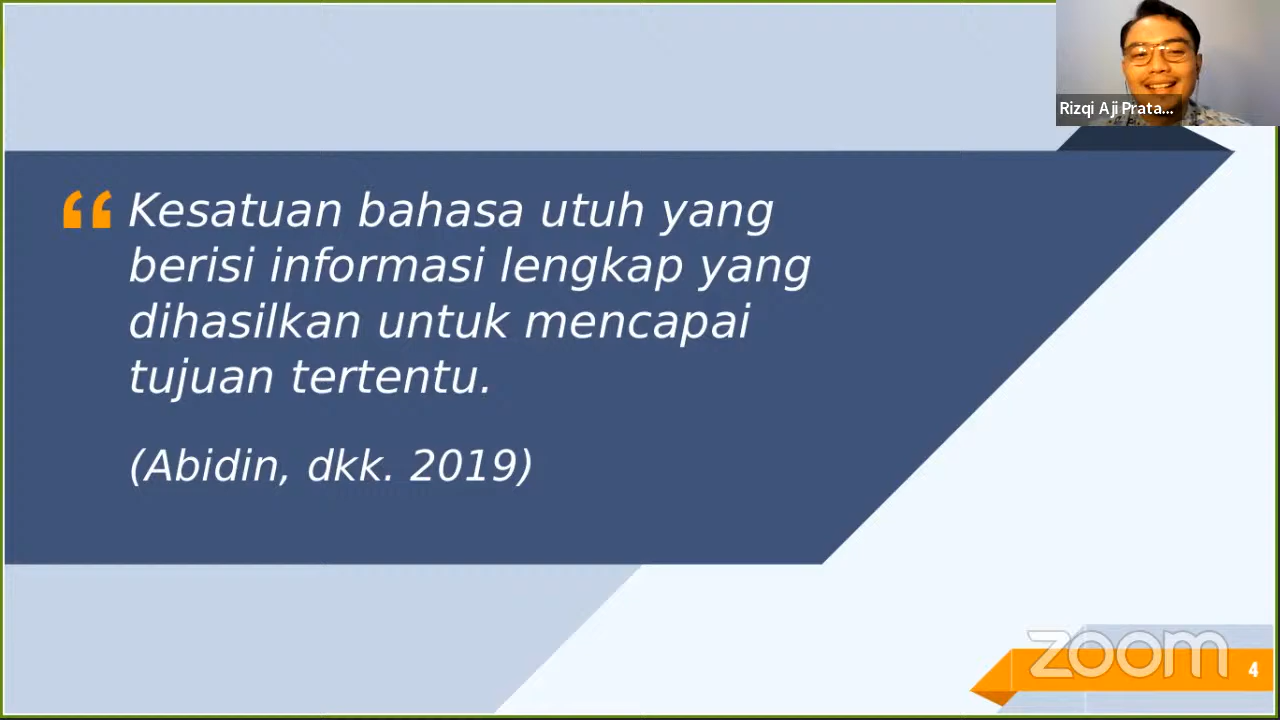 Rizqi Aji Prata...
“ Kesatuan bahasa utuh yang
berisi informasi lengkap yang
dihasilkan untuk mencapai
tujuan tertentu.
(Abidin, dkk. 2019)
zoom
4